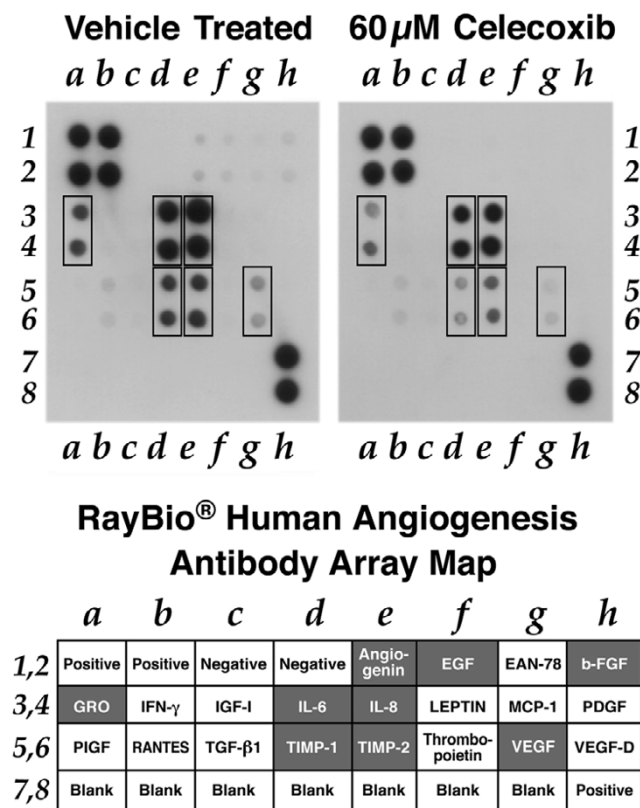 Vehicle Treated 60 µM Celecoxib
a b c d e f g h a b c d e f g h
1 1
2 2
3 3
4 4
5 5
6 6
7 7
8 8
a b c d e f g h a b c d e f g h
RayBio® Human Angiogenesis
Antibody Array Map
a b c d e f g h
1,2 Positive Positive Negative Negative Angio-genin EGF EAN-78 b-FGF
3,4 GRO IFN-γ IGF-I IL-6 IL-8 LEPTIN MCP-1 PDGF
5,6 PIGF RANTES TGF-β1 TIMP-1 TIMP-2 Thrombo-poietin VEGF VEGF-D
7,8 Blank Blank Blank Blank Blank Blank Blank Positive